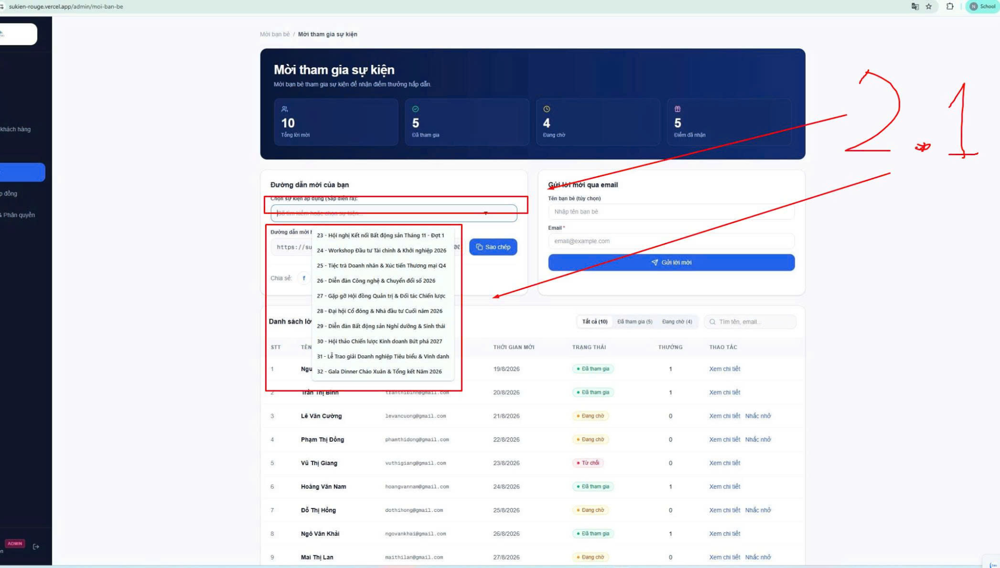 sukien-rouge.vercel.app/admin/moi-ban-be
N School
khách hàng
p đồng
& Phân quyền
ADMIN
Mời bạn bè / Mời tham gia sự kiện
Mời tham gia sự kiện
Mời bạn bè tham gia sự kiện để nhận điểm thưởng hấp dẫn.
10
Tổng lời mời
5
Đã tham gia
4
Đang chờ
5
Điểm đã nhận
2.1
Đường dẫn mời của bạn
Chọn sự kiện áp dụng (Sắp diễn ra):
Gõ tìm kiếm hoặc chọn sự kiện...
Đường dẫn mời
https://su
Sao chép
Chia sẻ:
f
23 - Hội nghị Kết nối Bất động sản Tháng 11 - Đợt 1
24 - Workshop Đầu tư Tài chính & Khởi nghiệp 2026
25 - Tiệc trà Doanh nhân & Xúc tiến Thương mại Q4
26 - Diễn đàn Công nghệ & Chuyển đổi số 2026
27 - Gặp gỡ Hội đồng Quản trị & Đối tác Chiến lược
28 - Đại hội Cổ đông & Nhà đầu tư Cuối năm 2026
29 - Diễn đàn Bất động sản Nghỉ dưỡng & Sinh thái
30 - Hội thảo Chiến lược Kinh doanh Bứt phá 2027
31 - Lễ Trao giải Doanh nghiệp Tiêu biểu & Vinh danh
32 - Gala Dinner Chào Xuân & Tổng kết Năm 2026
Gửi lời mời qua email
Tên bạn bè (tùy chọn)
Nhập tên bạn bè
Email *
email@example.com
Gửi lời mời
Danh sách lờ
Tất cả (10) Đã tham gia (5) Đang chờ (4) Tìm tên, email...
STT TÊN THỜI GIAN MỜI TRẠNG THÁI THƯỞNG THAO TÁC
1 Ngu 19/8/2026 Đã tham gia 1 Xem chi tiết
2 Trần Thị Bình tranthibinh@gmail.com 20/8/2026 Đã tham gia 1 Xem chi tiết
3 Lê Văn Cường levancuong@gmail.com 21/8/2026 Đang chờ 0 Xem chi tiết Nhắc nhở
4 Phạm Thị Đông phamthidong@gmail.com 22/8/2026 Đang chờ 0 Xem chi tiết Nhắc nhở
5 Vũ Thị Giang vuthigiang@gmail.com 23/8/2026 Từ chối 0 Xem chi tiết
6 Hoàng Văn Nam hoangvannam@gmail.com 24/8/2026 Đã tham gia 1 Xem chi tiết
7 Đỗ Thị Hồng dothihong@gmail.com 25/8/2026 Đang chờ 0 Xem chi tiết Nhắc nhở
8 Ngô Văn Khải ngovankhai@gmail.com 26/8/2026 Đã tham gia 1 Xem chi tiết
9 Mai Thị Lan maithilan@gmail.com 27/8/2026 Đang chờ 0 Xem chi tiết Nhắc nhở